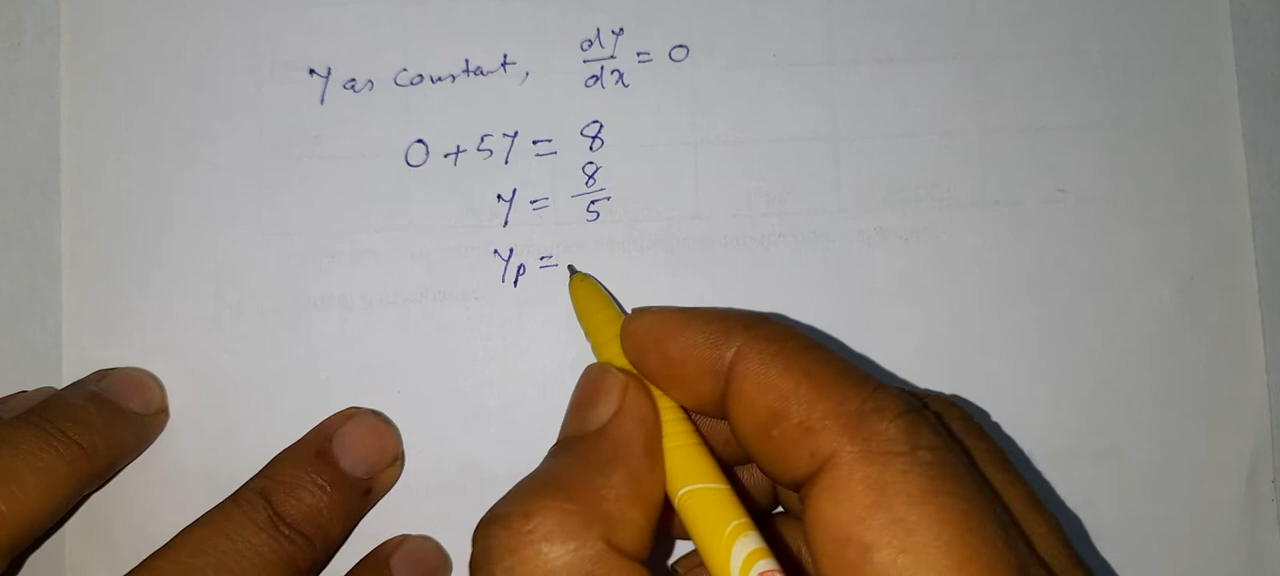 y as constant, dy/dx = 0
0 + 5y = 8
y = 8/5
yp =